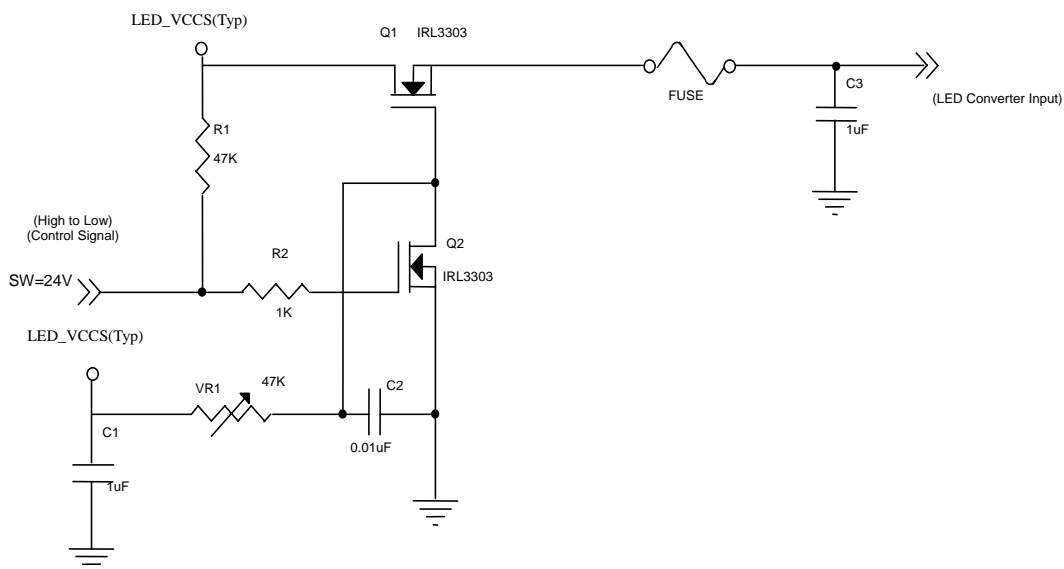 LED_VCCS(Typ)
Q1 IRL3303
R1
47K
FUSE
C3
1uF
(LED Converter Input)
(High to Low)
(Control Signal)
SW=24V
R2
1K
Q2
IRL3303
LED_VCCS(Typ)
VR1
47K
C2
0.01uF
C1
1uF